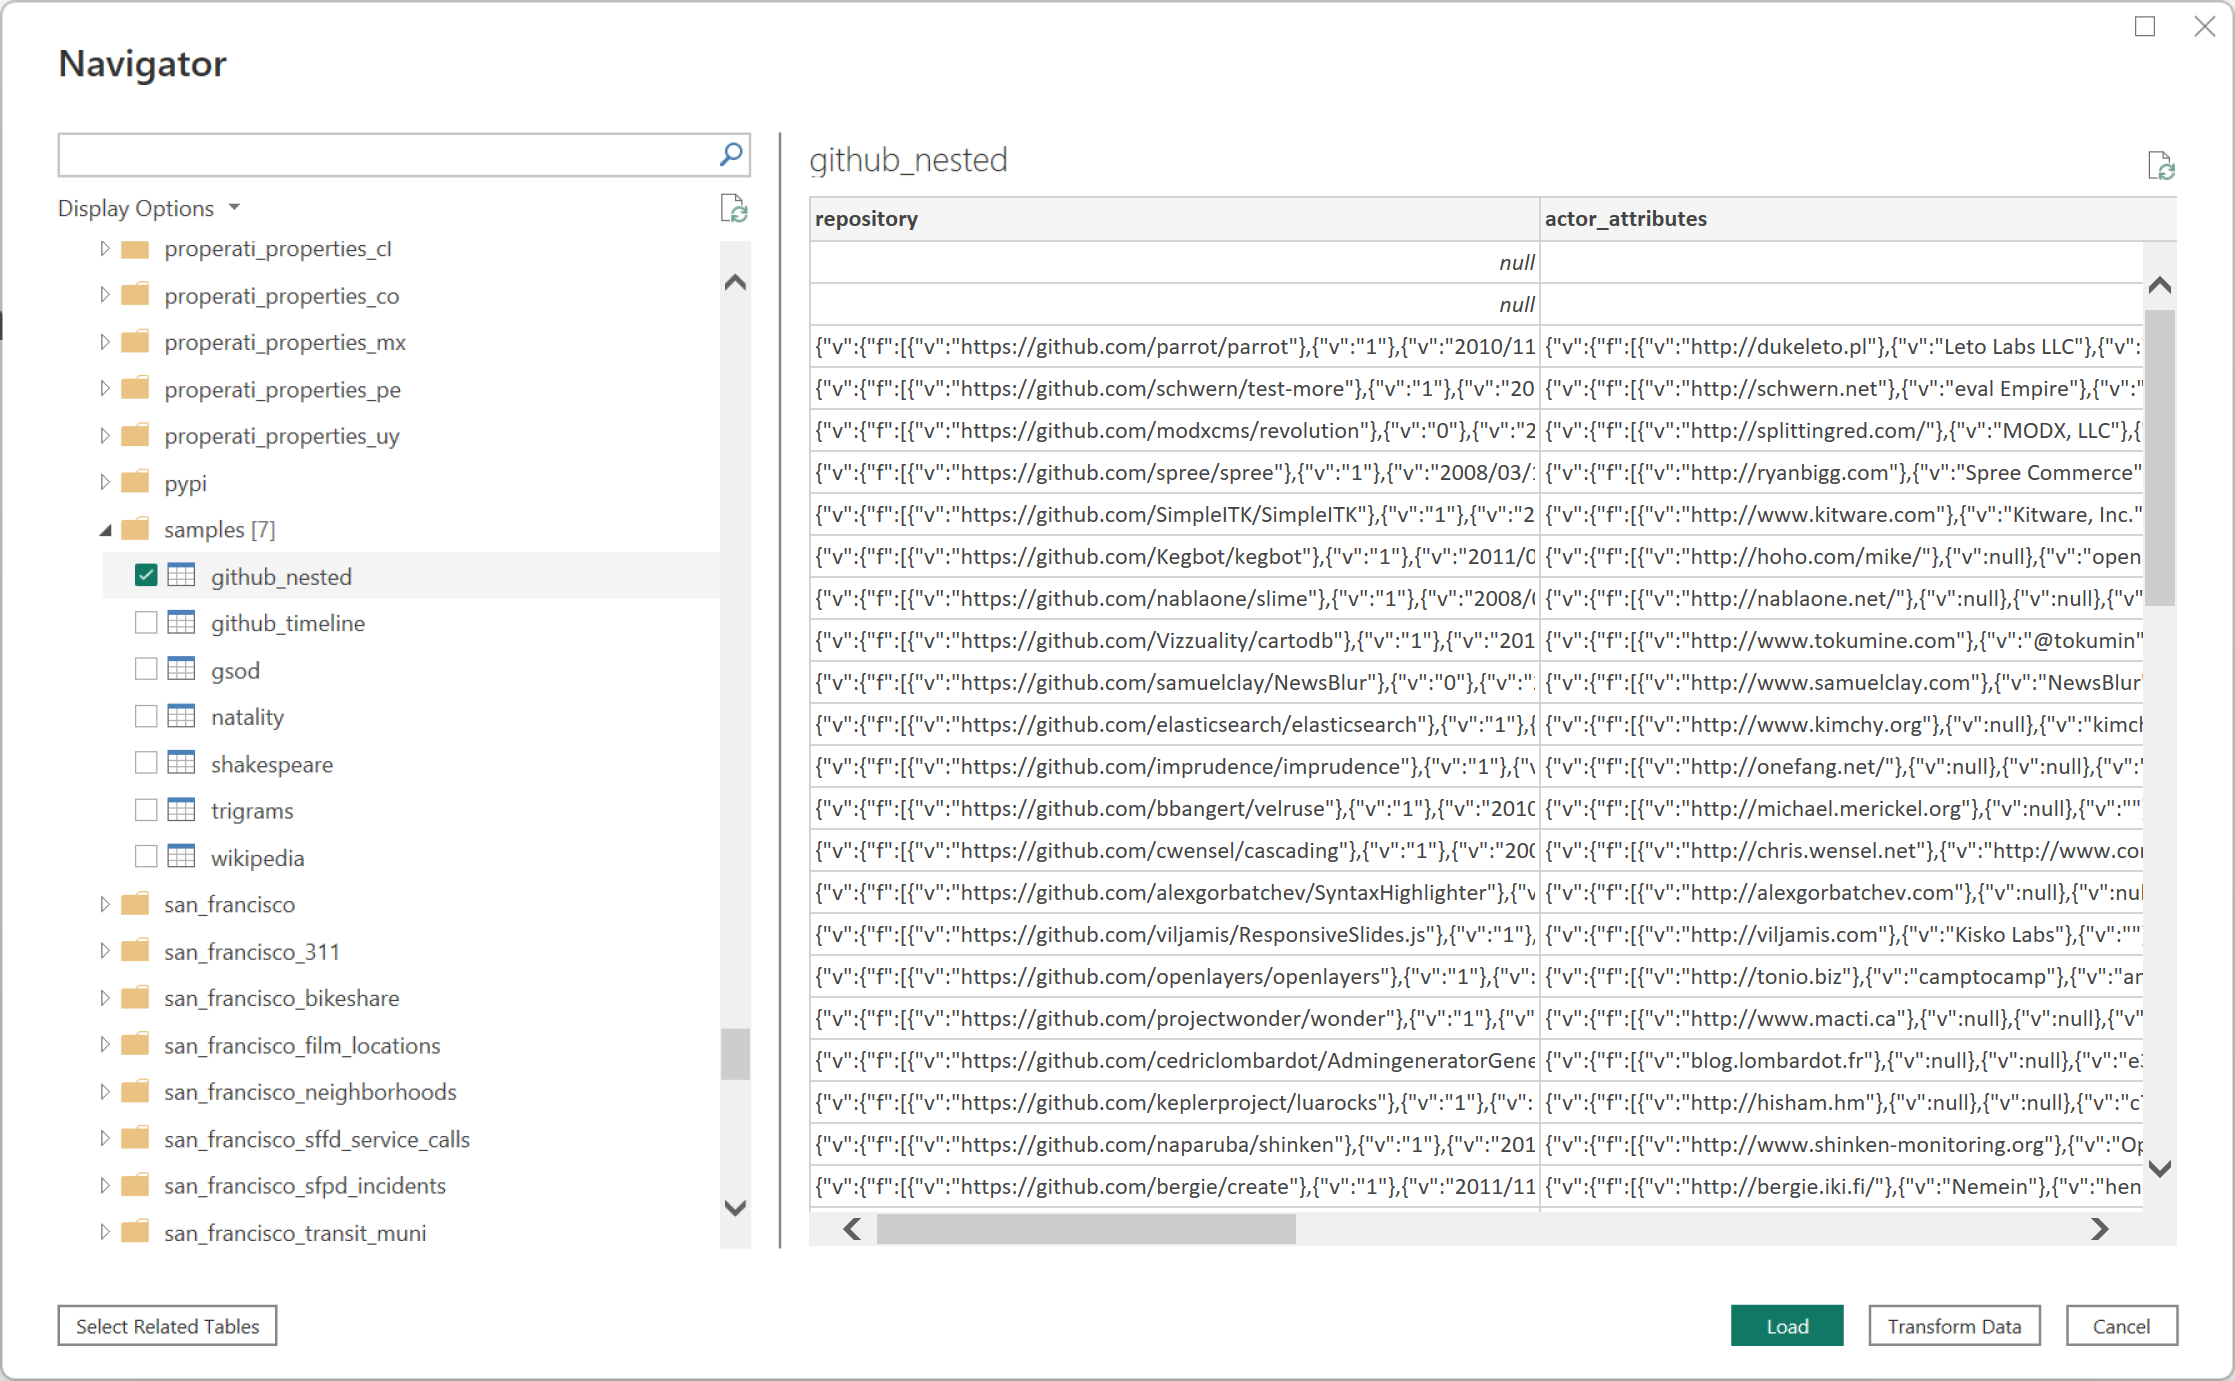 Navigator
Display Options
properati_properties_cl
properati_properties_co
properati_properties_mx
properati_properties_pe
properati_properties_uy
pypi
samples [7]
github_nested
github_timeline
gsod
natality
shakespeare
trigrams
wikipedia
san_francisco
san_francisco_311
san_francisco_bikeshare
san_francisco_film_locations
san_francisco_neighborhoods
san_francisco_sffd_service_calls
san_francisco_sfpd_incidents
san_francisco_transit_muni
github_nested
repository actor_attributes
null
null
{"v":{"f":[{"v":"https://github.com/parrot/parrot"},{"v":"1"},{"v":"2010/11 {"v":{"f":[{"v":"http://dukeleto.pl"},{"v":"Leto Labs LLC"},{"v":"
{"v":{"f":[{"v":"https://github.com/schwern/test-more"},{"v":"1"},{"v":"20 {"v":{"f":[{"v":"http://schwern.net"},{"v":"eval Empire"},{"v":"
{"v":{"f":[{"v":"https://github.com/modxcms/revolution"},{"v":"0"},{"v":"2 {"v":{"f":[{"v":"http://splittingred.com/"},{"v":"MODX, LLC"},{
{"v":{"f":[{"v":"https://github.com/spree/spree"},{"v":"1"},{"v":"2008/03/1 {"v":{"f":[{"v":"http://ryanbigg.com"},{"v":"Spree Commerce"
{"v":{"f":[{"v":"https://github.com/SimpleITK/SimpleITK"},{"v":"1"},{"v":"2 {"v":{"f":[{"v":"http://www.kitware.com"},{"v":"Kitware, Inc."
{"v":{"f":[{"v":"https://github.com/Kegbot/kegbot"},{"v":"1"},{"v":"2011/0 {"v":{"f":[{"v":"http://hoho.com/mike/"},{"v":null},{"v":"open
{"v":{"f":[{"v":"https://github.com/nablaone/slime"},{"v":"1"},{"v":"2008/0 {"v":{"f":[{"v":"http://nablaone.net/"},{"v":null},{"v":null},{"v"
{"v":{"f":[{"v":"https://github.com/Vizzuality/cartodb"},{"v":"1"},{"v":"201 {"v":{"f":[{"v":"http://www.tokumine.com"},{"v":"@tokumin"
{"v":{"f":[{"v":"https://github.com/samuelclay/NewsBlur"},{"v":"0"},{"v":" {"v":{"f":[{"v":"http://www.samuelclay.com"},{"v":"NewsBlur"
{"v":{"f":[{"v":"https://github.com/elasticsearch/elasticsearch"},{"v":"1"},{ {"v":{"f":[{"v":"http://www.kimchy.org"},{"v":null},{"v":"kimch
{"v":{"f":[{"v":"https://github.com/imprudence/imprudence"},{"v":"1"},{"v {"v":{"f":[{"v":"http://onefang.net/"},{"v":null},{"v":null},{"v":"
{"v":{"f":[{"v":"https://github.com/bbangert/velruse"},{"v":"1"},{"v":"2010 {"v":{"f":[{"v":"http://michael.merickel.org"},{"v":null},{"v":""
{"v":{"f":[{"v":"https://github.com/cwensel/cascading"},{"v":"1"},{"v":"200 {"v":{"f":[{"v":"http://chris.wensel.net"},{"v":"http://www.con
{"v":{"f":[{"v":"https://github.com/alexgorbatchev/SyntaxHighlighter"},{"v {"v":{"f":[{"v":"http://alexgorbatchev.com"},{"v":null},{"v":nul
{"v":{"f":[{"v":"https://github.com/viljamis/ResponsiveSlides.js"},{"v":"1"}, {"v":{"f":[{"v":"http://viljamis.com"},{"v":"Kisko Labs"},{"v":""
{"v":{"f":[{"v":"https://github.com/openlayers/openlayers"},{"v":"1"},{"v": {"v":{"f":[{"v":"http://tonio.biz"},{"v":"camptocamp"},{"v":"ar
{"v":{"f":[{"v":"https://github.com/projectwonder/wonder"},{"v":"1"},{"v" {"v":{"f":[{"v":"http://www.macti.ca"},{"v":null},{"v":null},{"v"
{"v":{"f":[{"v":"https://github.com/cedriclombardot/AdmingeneratorGene {"v":{"f":[{"v":"blog.lombardot.fr"},{"v":null},{"v":null},{"v":"e3
{"v":{"f":[{"v":"https://github.com/keplerproject/luarocks"},{"v":"1"},{"v": {"v":{"f":[{"v":"http://hisham.hm"},{"v":null},{"v":null},{"v":"c
{"v":{"f":[{"v":"https://github.com/naparuba/shinken"},{"v":"1"},{"v":"201 {"v":{"f":[{"v":"http://www.shinken-monitoring.org"},{"v":"Op
{"v":{"f":[{"v":"https://github.com/bergie/create"},{"v":"1"},{"v":"2011/11 {"v":{"f":[{"v":"http://bergie.iki.fi/"},{"v":"Nemein"},{"v":"hen
Select Related Tables
Load
Transform Data
Cancel